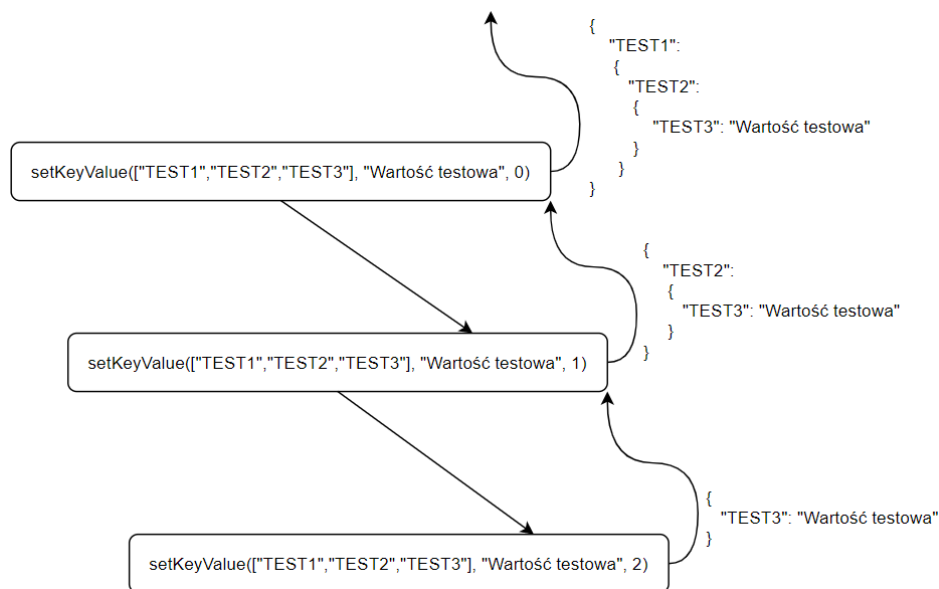 {
"TEST1":
{
"TEST2":
{
"TEST3": "Wartość testowa"
}
}
}
setKeyValue(["TEST1","TEST2","TEST3"], "Wartość testowa", 0)
{
"TEST2":
{
"TEST3": "Wartość testowa"
}
}
setKeyValue(["TEST1","TEST2","TEST3"], "Wartość testowa", 1)
{
"TEST3": "Wartość testowa"
}
setKeyValue(["TEST1","TEST2","TEST3"], "Wartość testowa", 2)